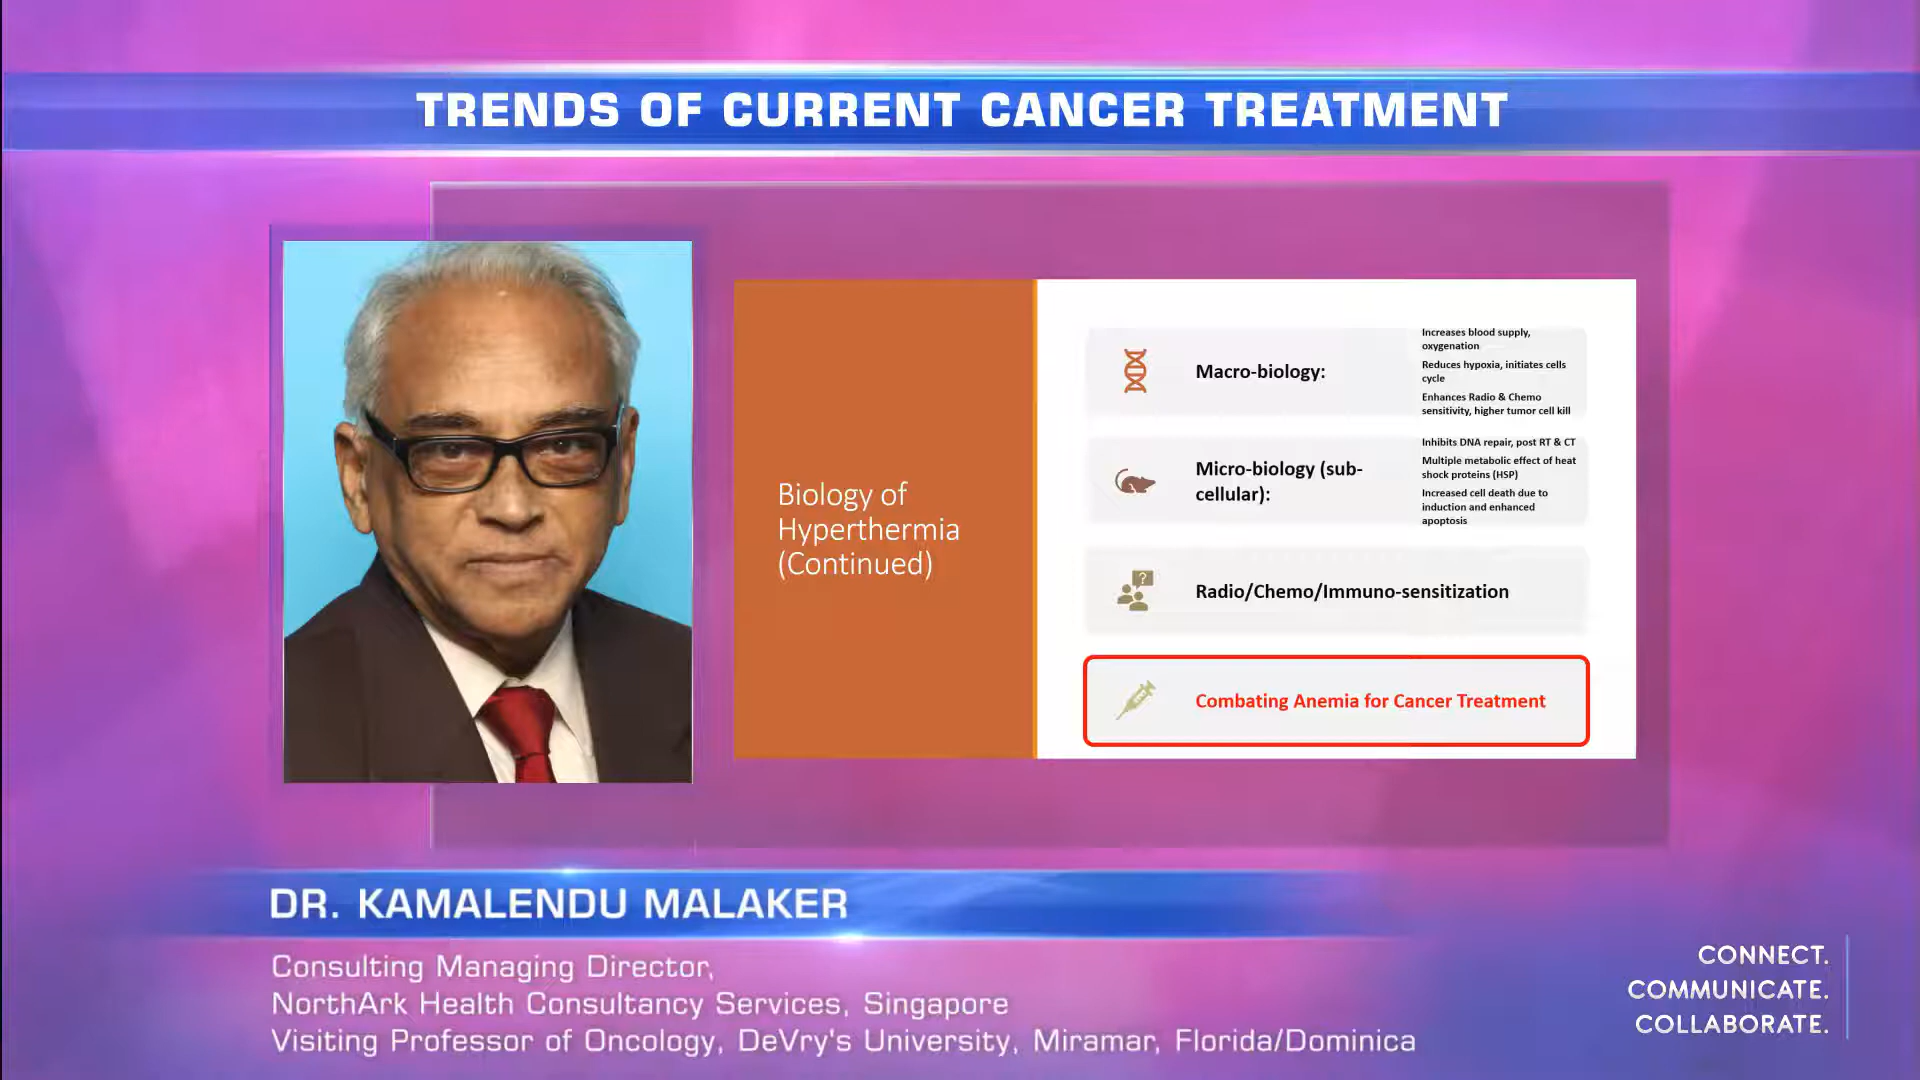 TRENDS OF CURRENT CANCER TREATMENT
Biology of
Hyperthermia
(Continued)
Macro-biology:
Increases blood supply,
oxygenation
Reduces hypoxia, initiates cells
cycle
Enhances Radio & Chemo
sensitivity, higher tumor cell kill
Micro-biology (sub-
cellular):
Inhibits DNA repair, post RT & CT
Multiple metabolic effect of heat
shock proteins (HSP)
Increased cell death due to
induction and enhanced
apoptosis
?
Radio/Chemo/Immuno-sensitization
Combating Anemia for Cancer Treatment
DR. KAMALENDU MALAKER
Consulting Managing Director,
NorthArk Health Consultancy Services, Singapore
Visiting Professor of Oncology, DeVry's University, Miramar, Florida/Dominica
CONNECT.
COMMUNICATE.
COLLABORATE.